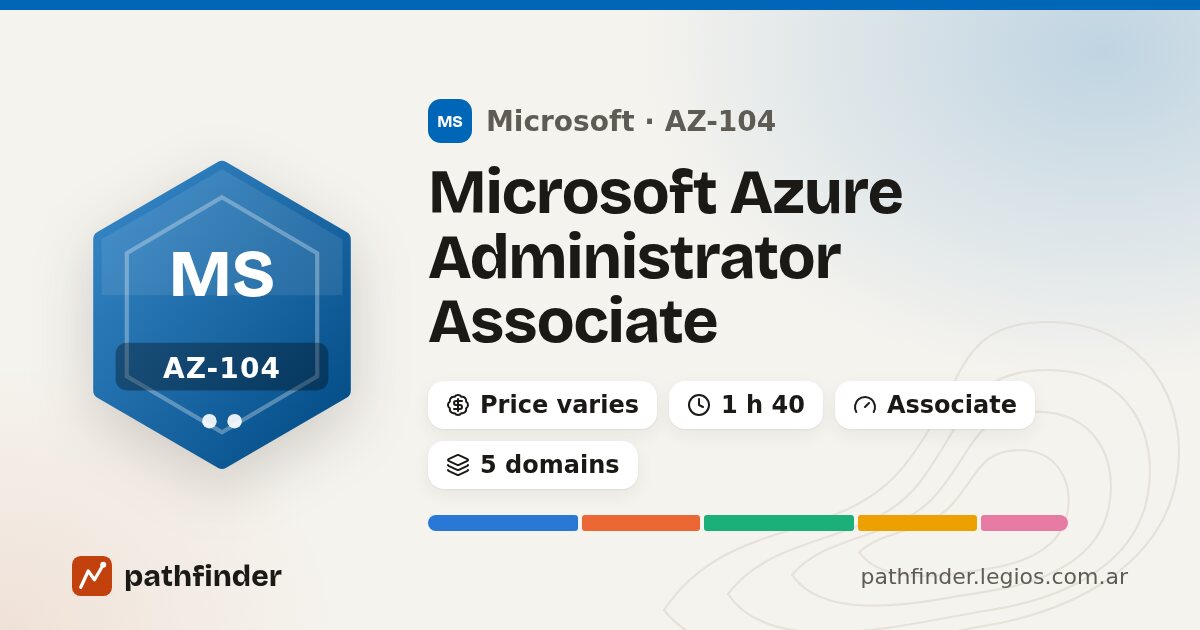 MS
AZ-104
MS
Microsoft · AZ-104
Microsoft Azure
Administrator
Associate
Price varies
1 h 40
Associate
5 domains
pathfinder
pathfinder.legios.com.ar